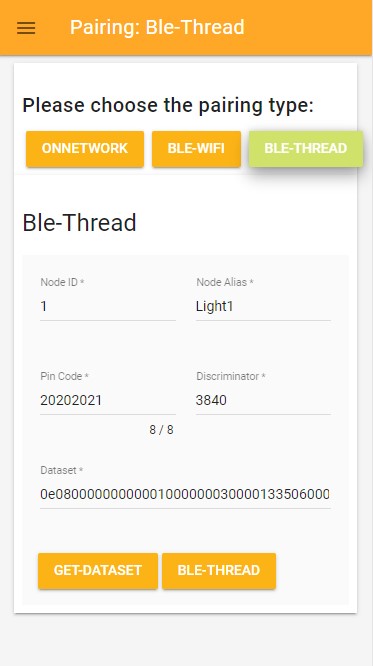 Pairing: Ble-Thread
Please choose the pairing type:
ONNETWORK BLE-WIFI BLE-THREAD
Ble-Thread
Node ID * Node Alias *
1 Light1
Pin Code * Discriminator *
20202021 3840
8 / 8
Dataset *
0e08000000000001000000030000133506000
GET-DATASET BLE-THREAD